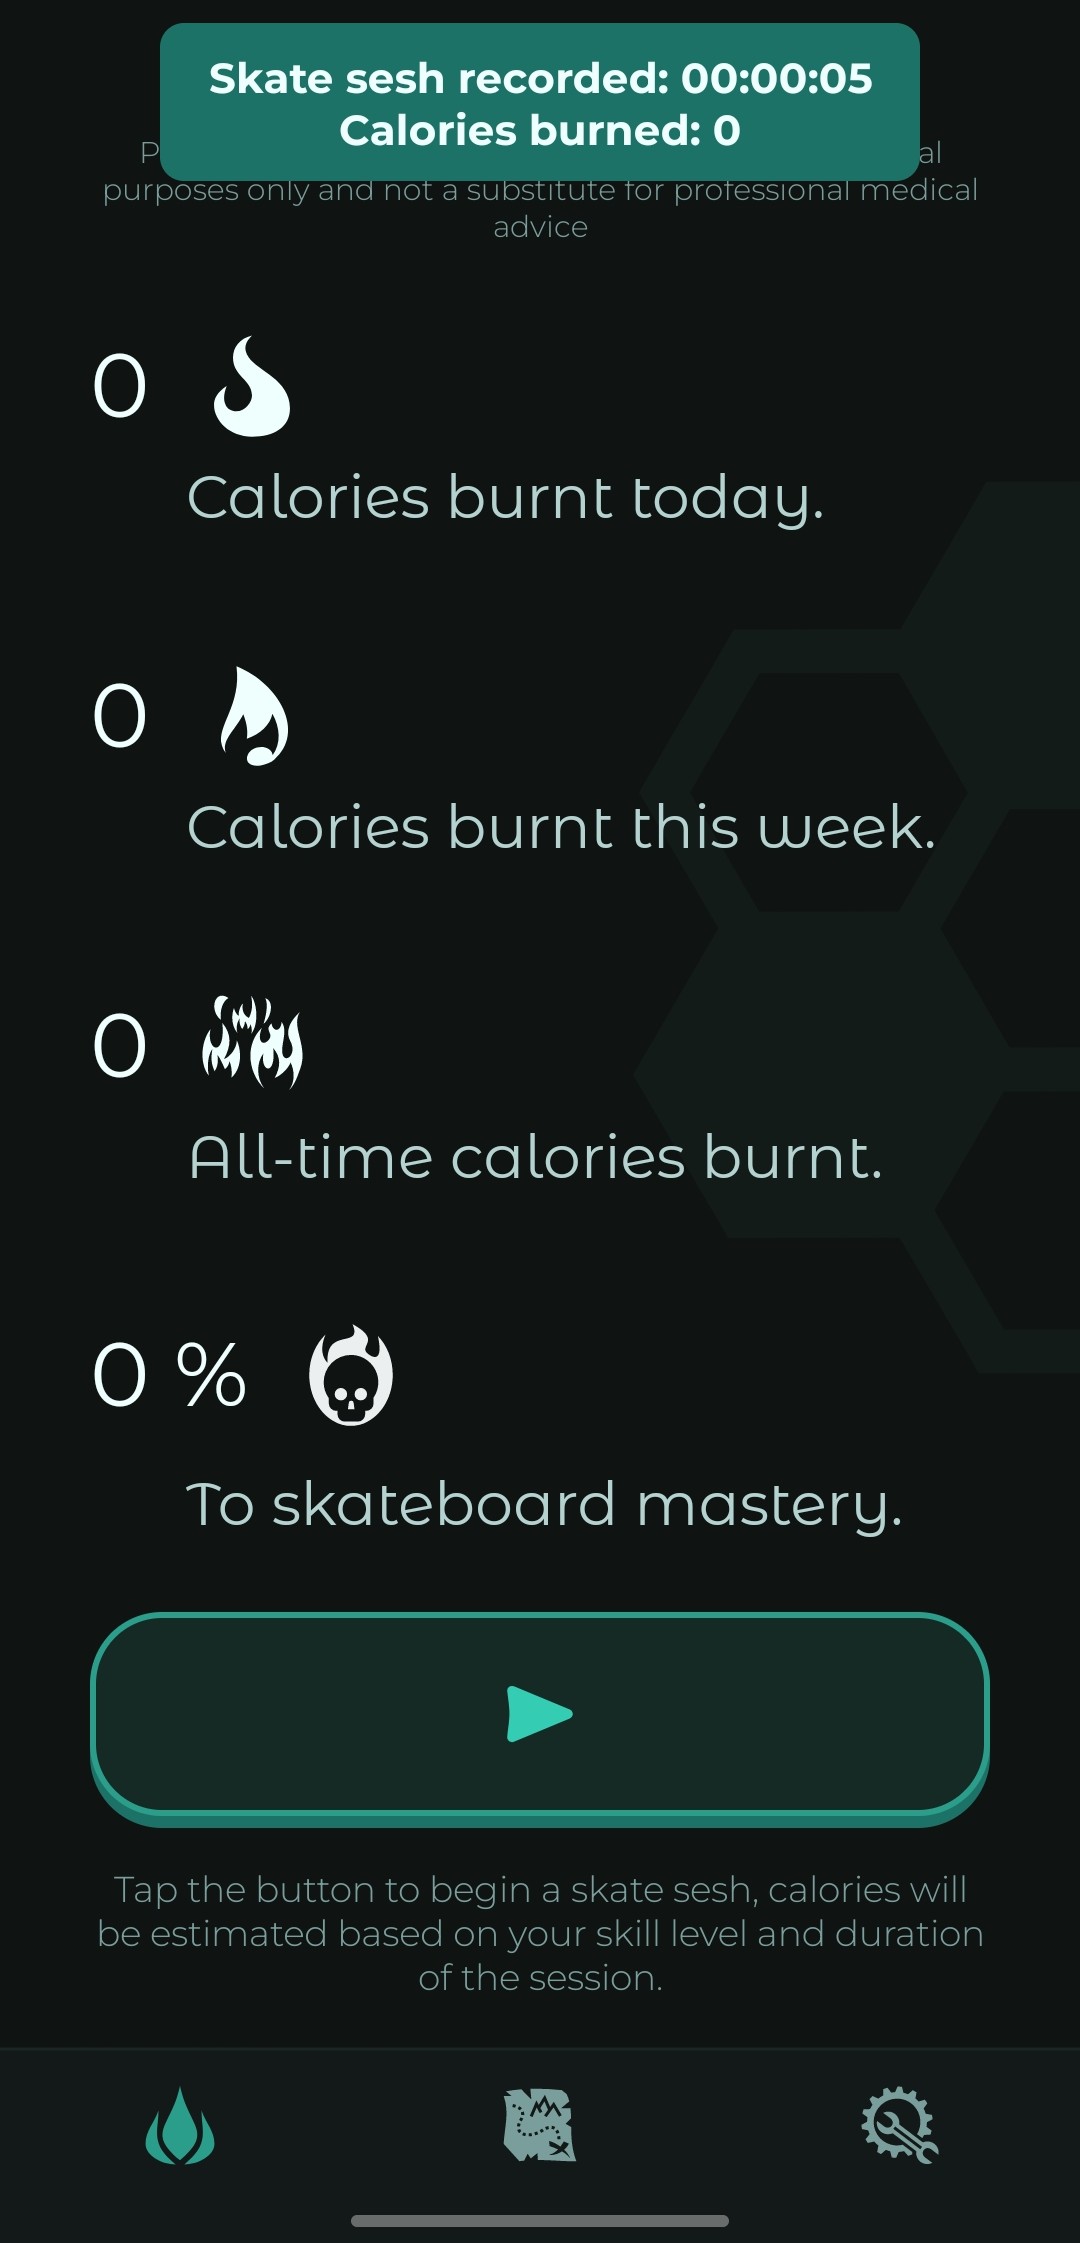 Skate sesh recorded: 00:00:05
Calories burned: 0
purposes only and not a substitute for professional medical
advice
0
Calories burnt today.
0
Calories burnt this week.
0
All-time calories burnt.
0 %
To skateboard mastery.
Tap the button to begin a skate sesh, calories will
be estimated based on your skill level and duration
of the session.